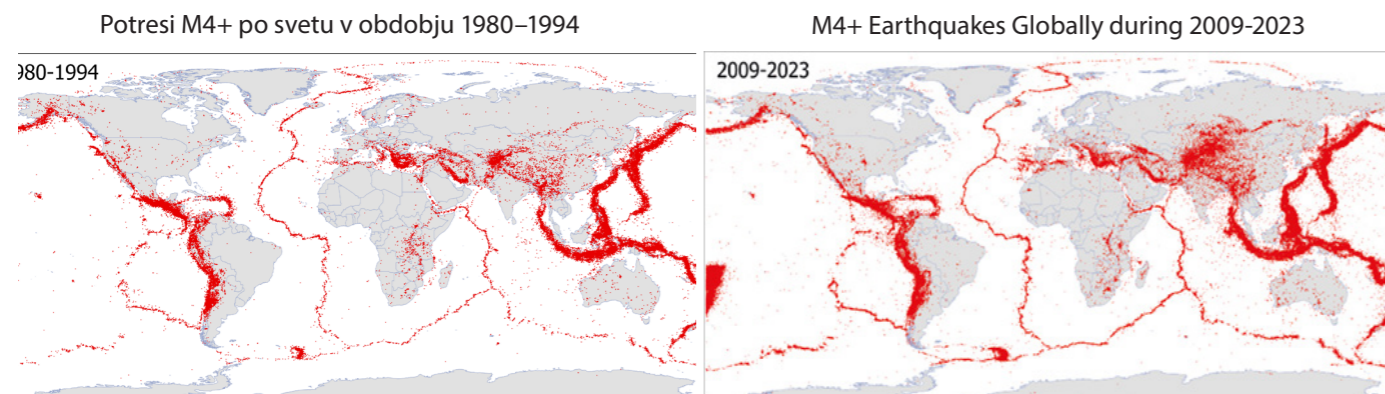 Potresi M4+ po svetu v obdobju 1980–1994
M4+ Earthquakes Globally during 2009-2023
980-1994
2009-2023